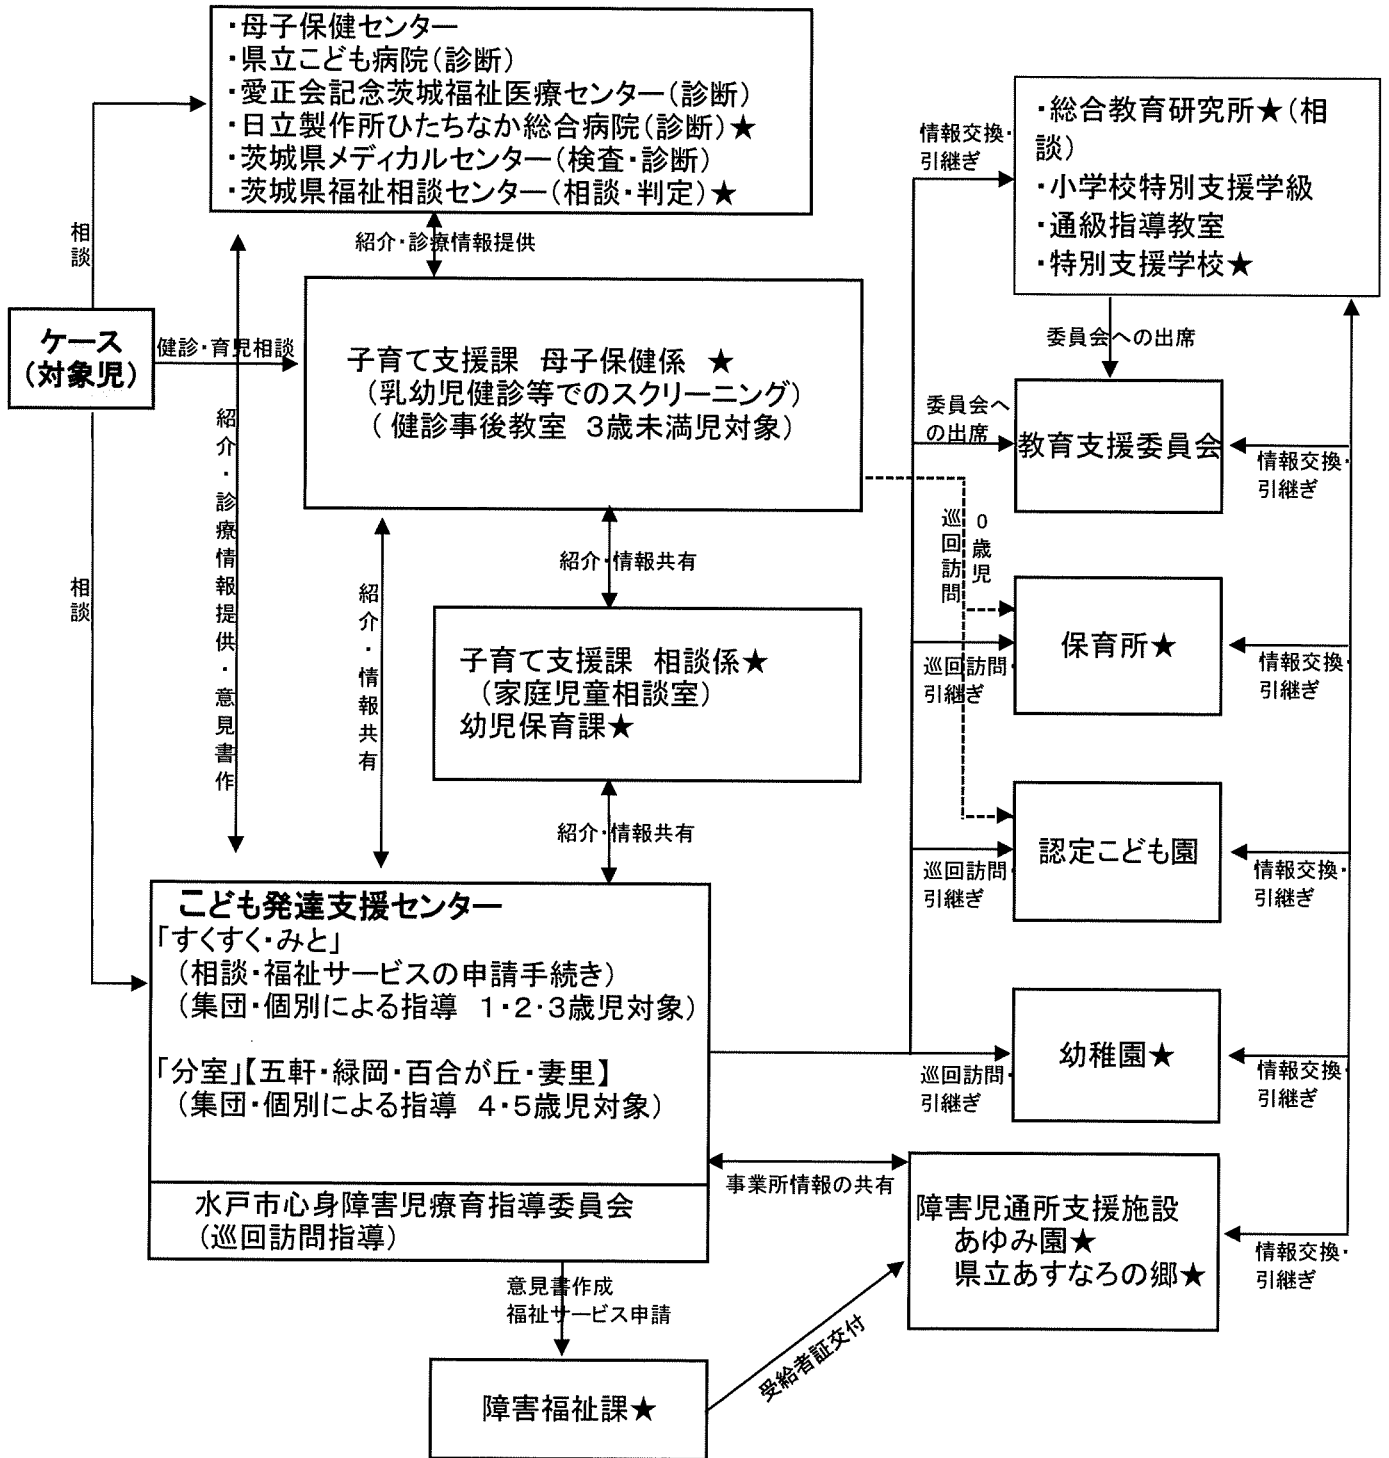 ・母子保健センター
・県立こども病院(診断)
・愛正会記念茨城福祉医療センター(診断)
・日立製作所ひたちなか総合病院(診断)★
・茨城県メディカルセンター(検査・診断)
・茨城県福祉相談センター(相談・判定)★
・総合教育研究所★(相
談)
・小学校特別支援学級
・通級指導教室
・特別支援学校★
情報交換・
引継ぎ
相談
紹介・診療情報提供
ケース
(対象児)
健診・育児相談
子育て支援課 母子保健係 ★
(乳幼児健診等でのスクリーニング)
(健診事後教室 3歳未満児対象)
委員会への出席
委員会へ
の出席
教育支援委員会
情報交換・
引継ぎ
紹介・診療情報提供・意見書作
巡回訪問
0歳児
紹介・情報共有
紹介・情報共有
相談
子育て支援課 相談係★
(家庭児童相談室)
幼児保育課★
保育所★
巡回訪問・
引継ぎ
情報交換・
引継ぎ
紹介・情報共有
認定こども園
巡回訪問・
引継ぎ
情報交換・
引継ぎ
こども発達支援センター
「すくすく・みと」
(相談・福祉サービスの申請手続き)
(集団・個別による指導 1・2・3歳児対象)
「分室」【五軒・緑岡・百合が丘・妻里】
(集団・個別による指導 4・5歳児対象)
幼稚園★
巡回訪問・
引継ぎ
情報交換・
引継ぎ
事業所情報の共有
水戸市心身障害児療育指導委員会
(巡回訪問指導)
障害児通所支援施設
あゆみ園★
県立あすなろの郷★
情報交換・
引継ぎ
意見書作成
福祉サービス申請
受給者証交付
障害福祉課★